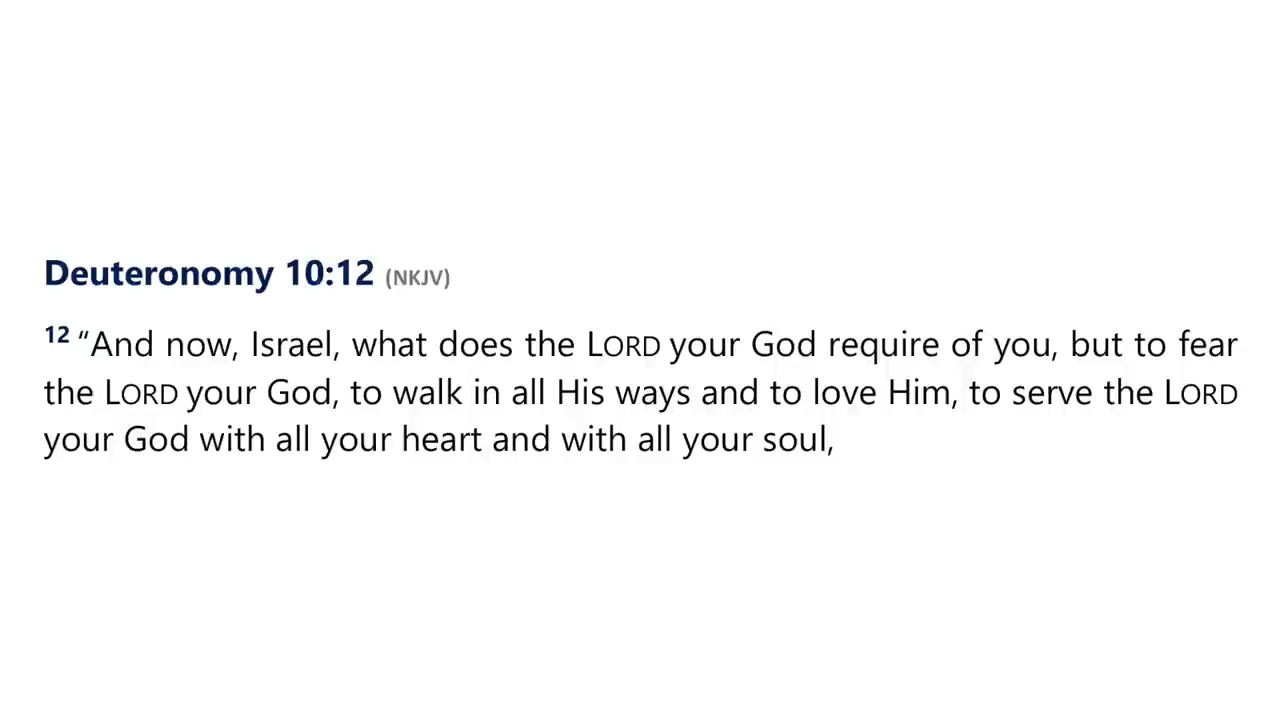 Deuteronomy 10:12 (NKJV)
12 “And now, Israel, what does the LORD your God require of you, but to fear
the LORD your God, to walk in all His ways and to love Him, to serve the LORD
your God with all your heart and with all your soul,